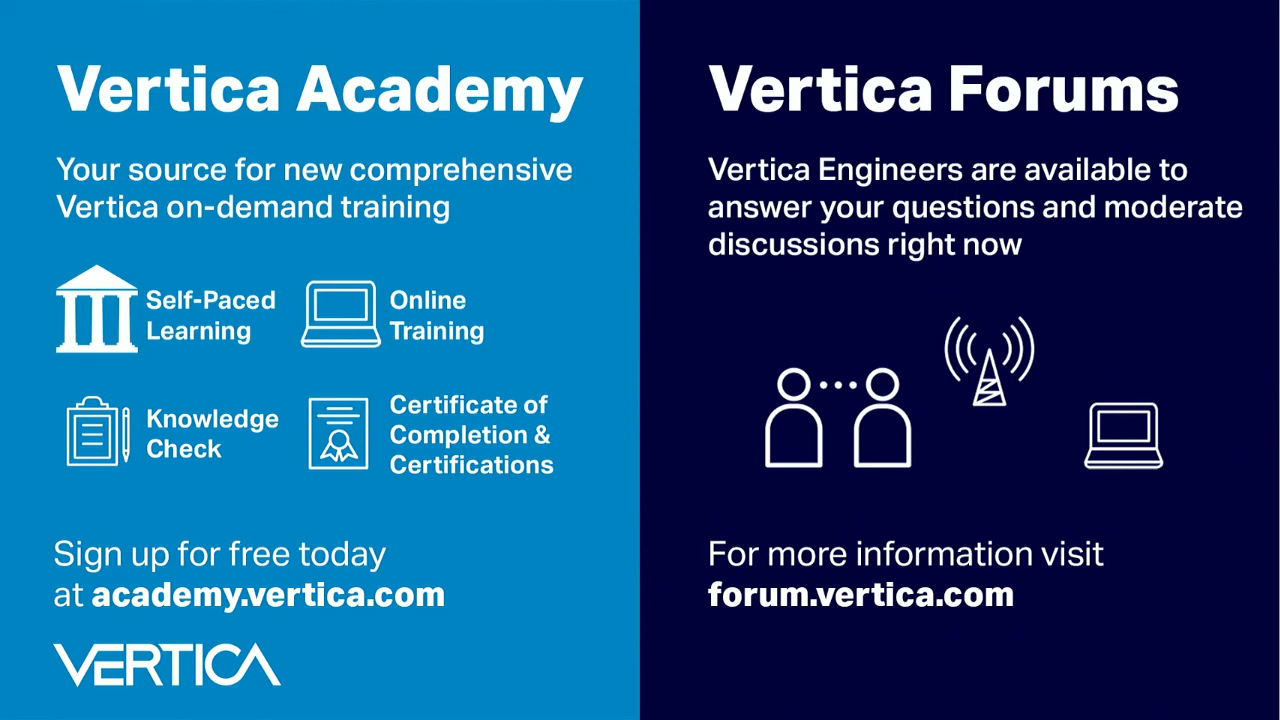 Vertica Academy
Your source for new comprehensive
Vertica on-demand training
Self-Paced
Learning
Online
Training
Knowledge
Check
Certificate of
Completion &
Certifications
Sign up for free today
at academy.vertica.com
VERTICA
Vertica Forums
Vertica Engineers are available to
answer your questions and moderate
discussions right now
For more information visit
forum.vertica.com